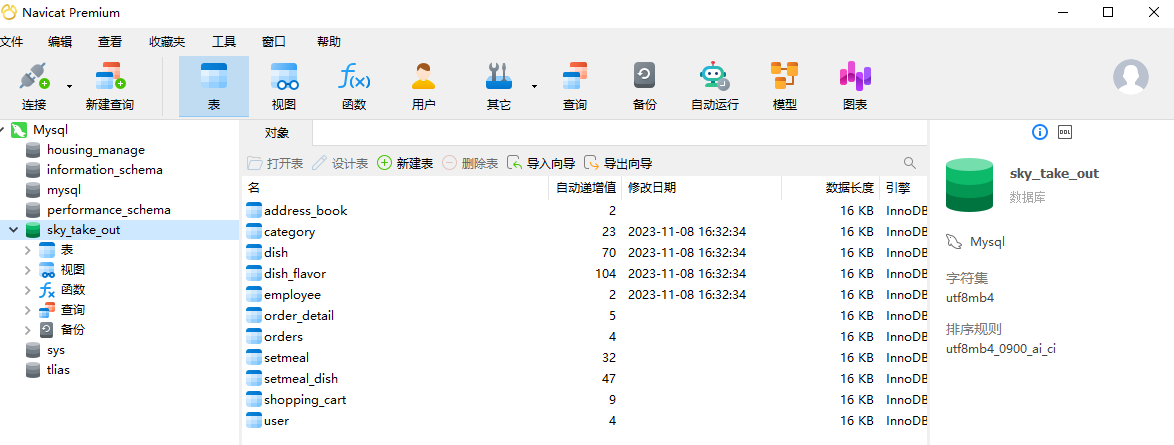 Navicat Premium
文件 编辑 查看 收藏夹 工具 窗口 帮助
连接 新建查询 表 视图 函数 用户 其它 查询 备份 自动运行 模型 图表
Mysql
housing_manage
information_schema
mysql
performance_schema
sky_take_out
表
视图
函数
查询
备份
sys
tlias
对象
打开表 设计表 新建表 删除表 导入向导 导出向导
名 自动递增值 修改日期 数据长度 引擎
address_book 2 16 KB InnoDB
category 23 2023-11-08 16:32:34 16 KB InnoDB
dish 70 2023-11-08 16:32:34 16 KB InnoDB
dish_flavor 104 2023-11-08 16:32:34 16 KB InnoDB
employee 2 2023-11-08 16:32:34 16 KB InnoDB
order_detail 5 16 KB InnoDB
orders 4 16 KB InnoDB
setmeal 32 16 KB InnoDB
setmeal_dish 47 16 KB InnoDB
shopping_cart 9 16 KB InnoDB
user 4 16 KB InnoDB
DDL
sky_take_out
数据库
Mysql
字符集
utf8mb4
排序规则
utf8mb4_0900_ai_ci